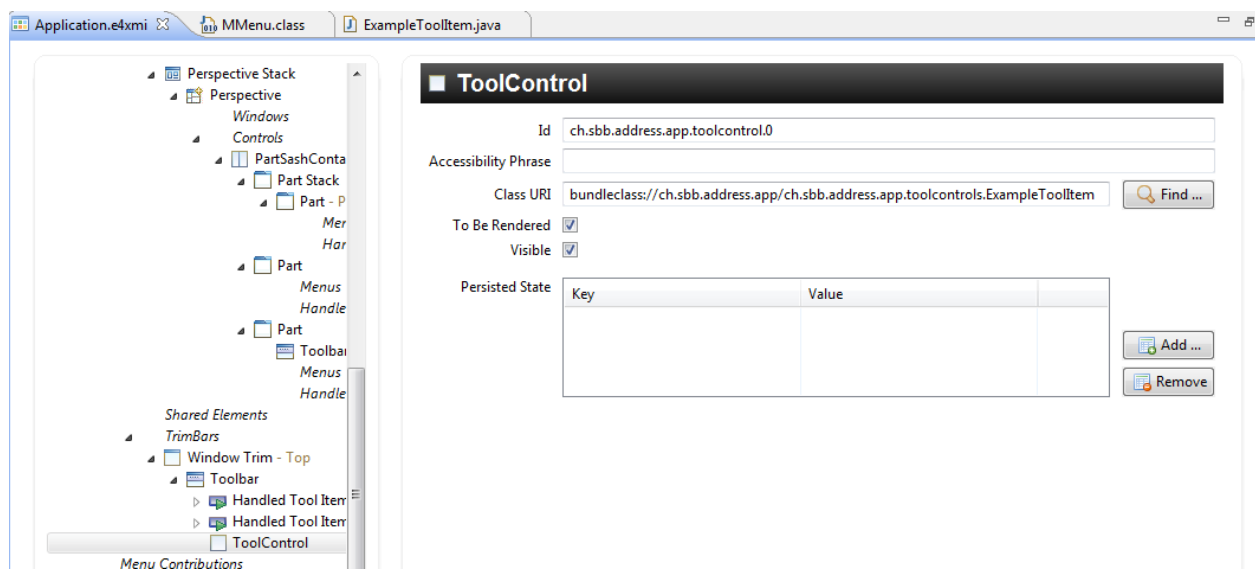 Application.e4xmi MMenu.class ExampleToolItem.java
Perspective Stack
Perspective
Windows
Controls
PartSashConta
Part Stack
Part - P
Mer
Har
Part
Menus
Handle
Part
Toolbar
Menus
Handle
Shared Elements
TrimBars
Window Trim - Top
Toolbar
Handled Tool Item
Handled Tool Item
ToolControl
Menu Contributions
ToolControl
Id ch.sbb.address.app.toolcontrol.0
Accessibility Phrase
Class URI bundleclass://ch.sbb.address.app/ch.sbb.address.app.toolcontrols.ExampleToolItem Find ...
To Be Rendered
Visible
Persisted State Key Value
Add ...
Remove